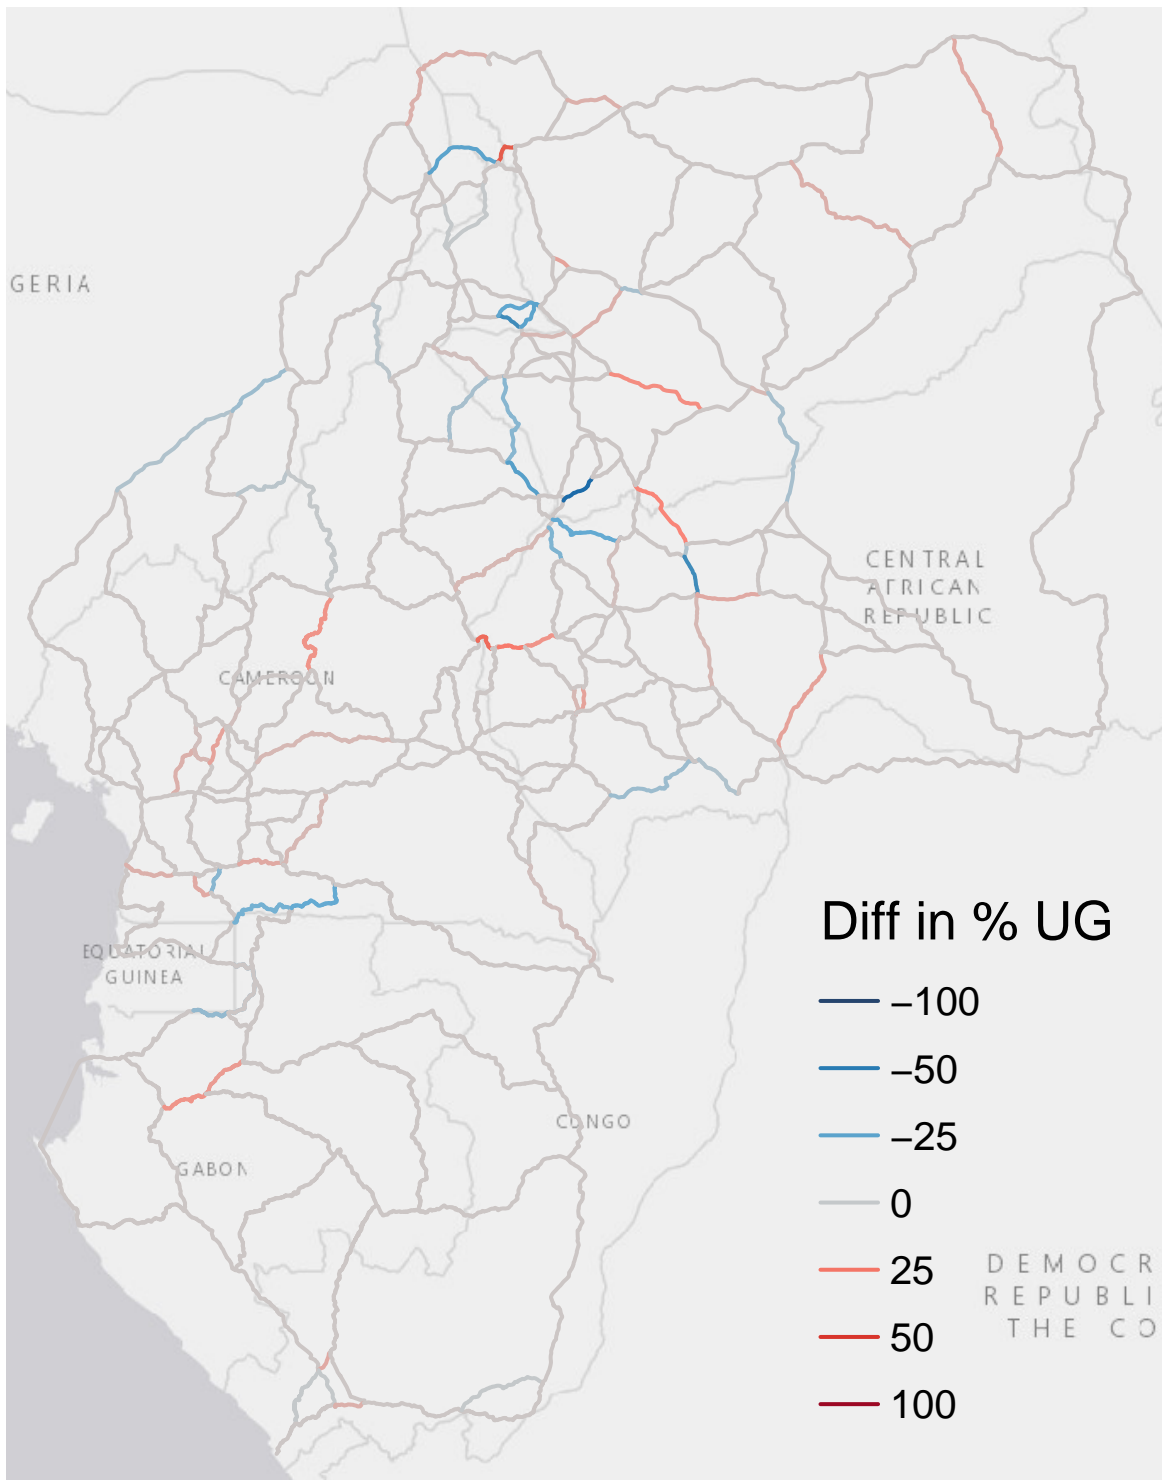 GERIA
CENTRAL
AFRICAN
REPUBLIC
CAMEROON
Diff in % UG
EQUATORIAL
GUINEA
−100
−50
−25
CONGO
GABON
0
25
DEMOCR
REPUBLI
50
THE CO
100